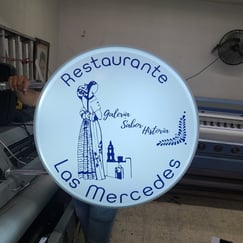 Restaurante
Galería
Sabor
Historia
Las Mercedes